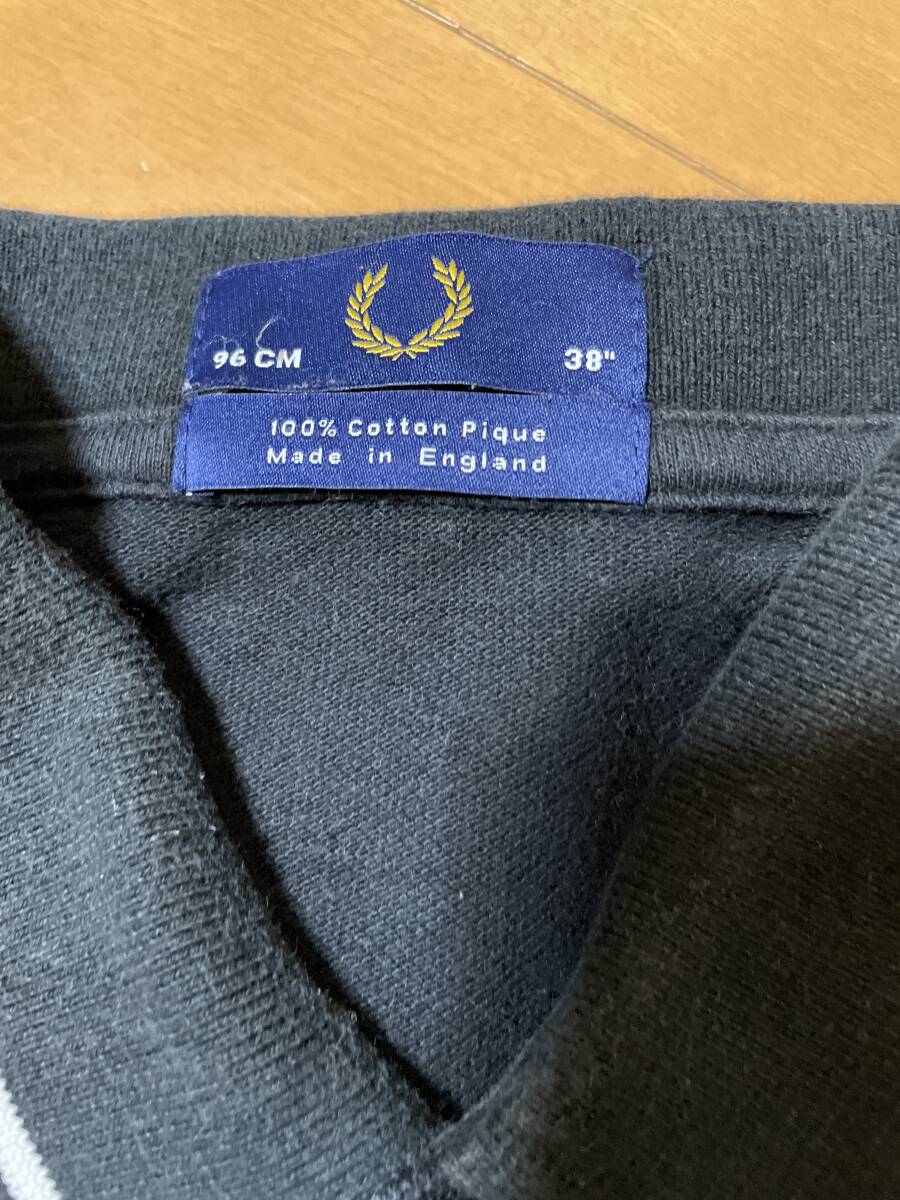 96 CM 38"
100% Cotton Pique
Made in England